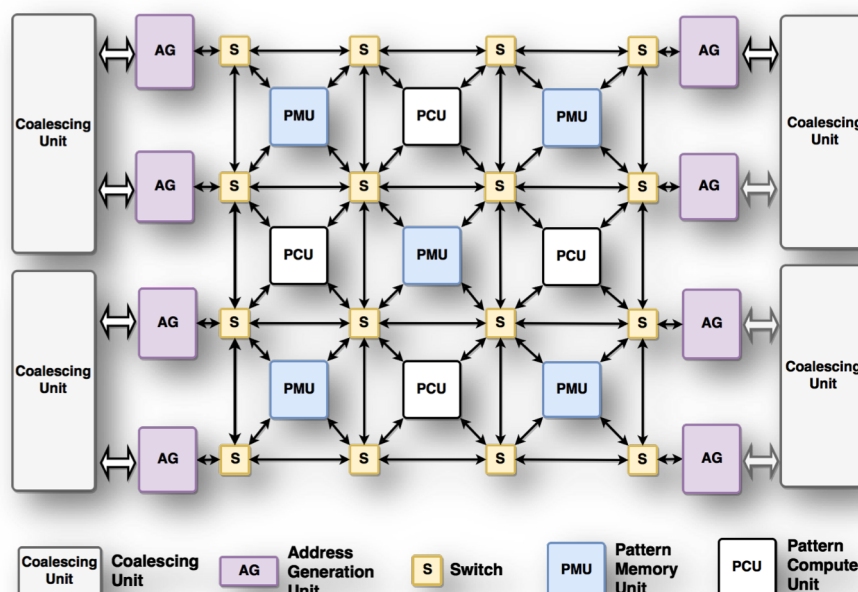 AG S S S S AG
Coalescing
Unit
Coalescing
Unit
PMU PCU PMU
AG S S S S AG
PCU PMU PCU
AG S S S S AG
Coalescing
Unit
Coalescing
Unit
PMU PCU PMU
AG S S S S AG
Coalescing
Unit
Coalescing
Unit
AG
Address
Generation
Unit
S
Switch
PMU
Pattern
Memory
Unit
PCU
Pattern
Compute
Unit